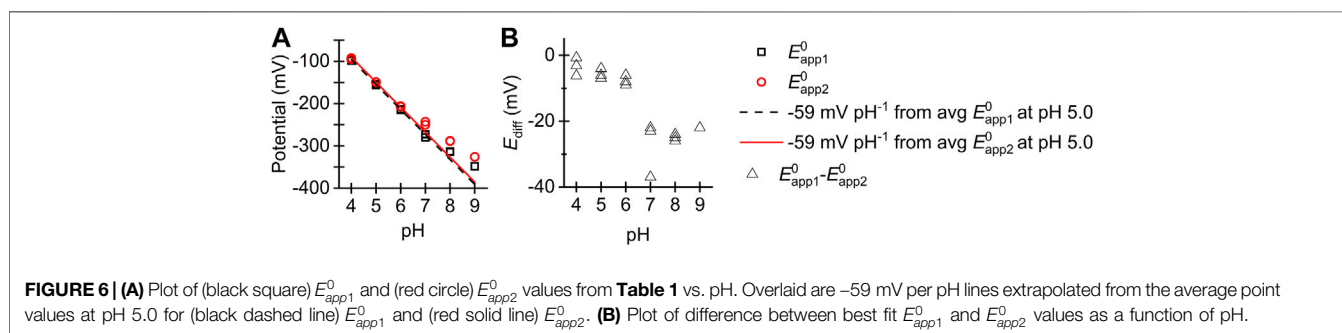 A
B
Potential (mV)
-100
-200
-300
-400
4 5 6 7 8 9
pH
E_diff (mV)
0
-20
-40
4 5 6 7 8 9
pH
E⁰_app1
E⁰_app2
-59 mV pH⁻¹ from avg E⁰_app1 at pH 5.0
-59 mV pH⁻¹ from avg E⁰_app2 at pH 5.0
E⁰_app1-E⁰_app2
FIGURE 6 | (A) Plot of (black square) E⁰_app1 and (red circle) E⁰_app2 values from Table 1 vs. pH. Overlaid are –59 mV per pH lines extrapolated from the average point
values at pH 5.0 for (black dashed line) E⁰_app1 and (red solid line) E⁰_app2. (B) Plot of difference between best fit E⁰_app1 and E⁰_app2 values as a function of pH.